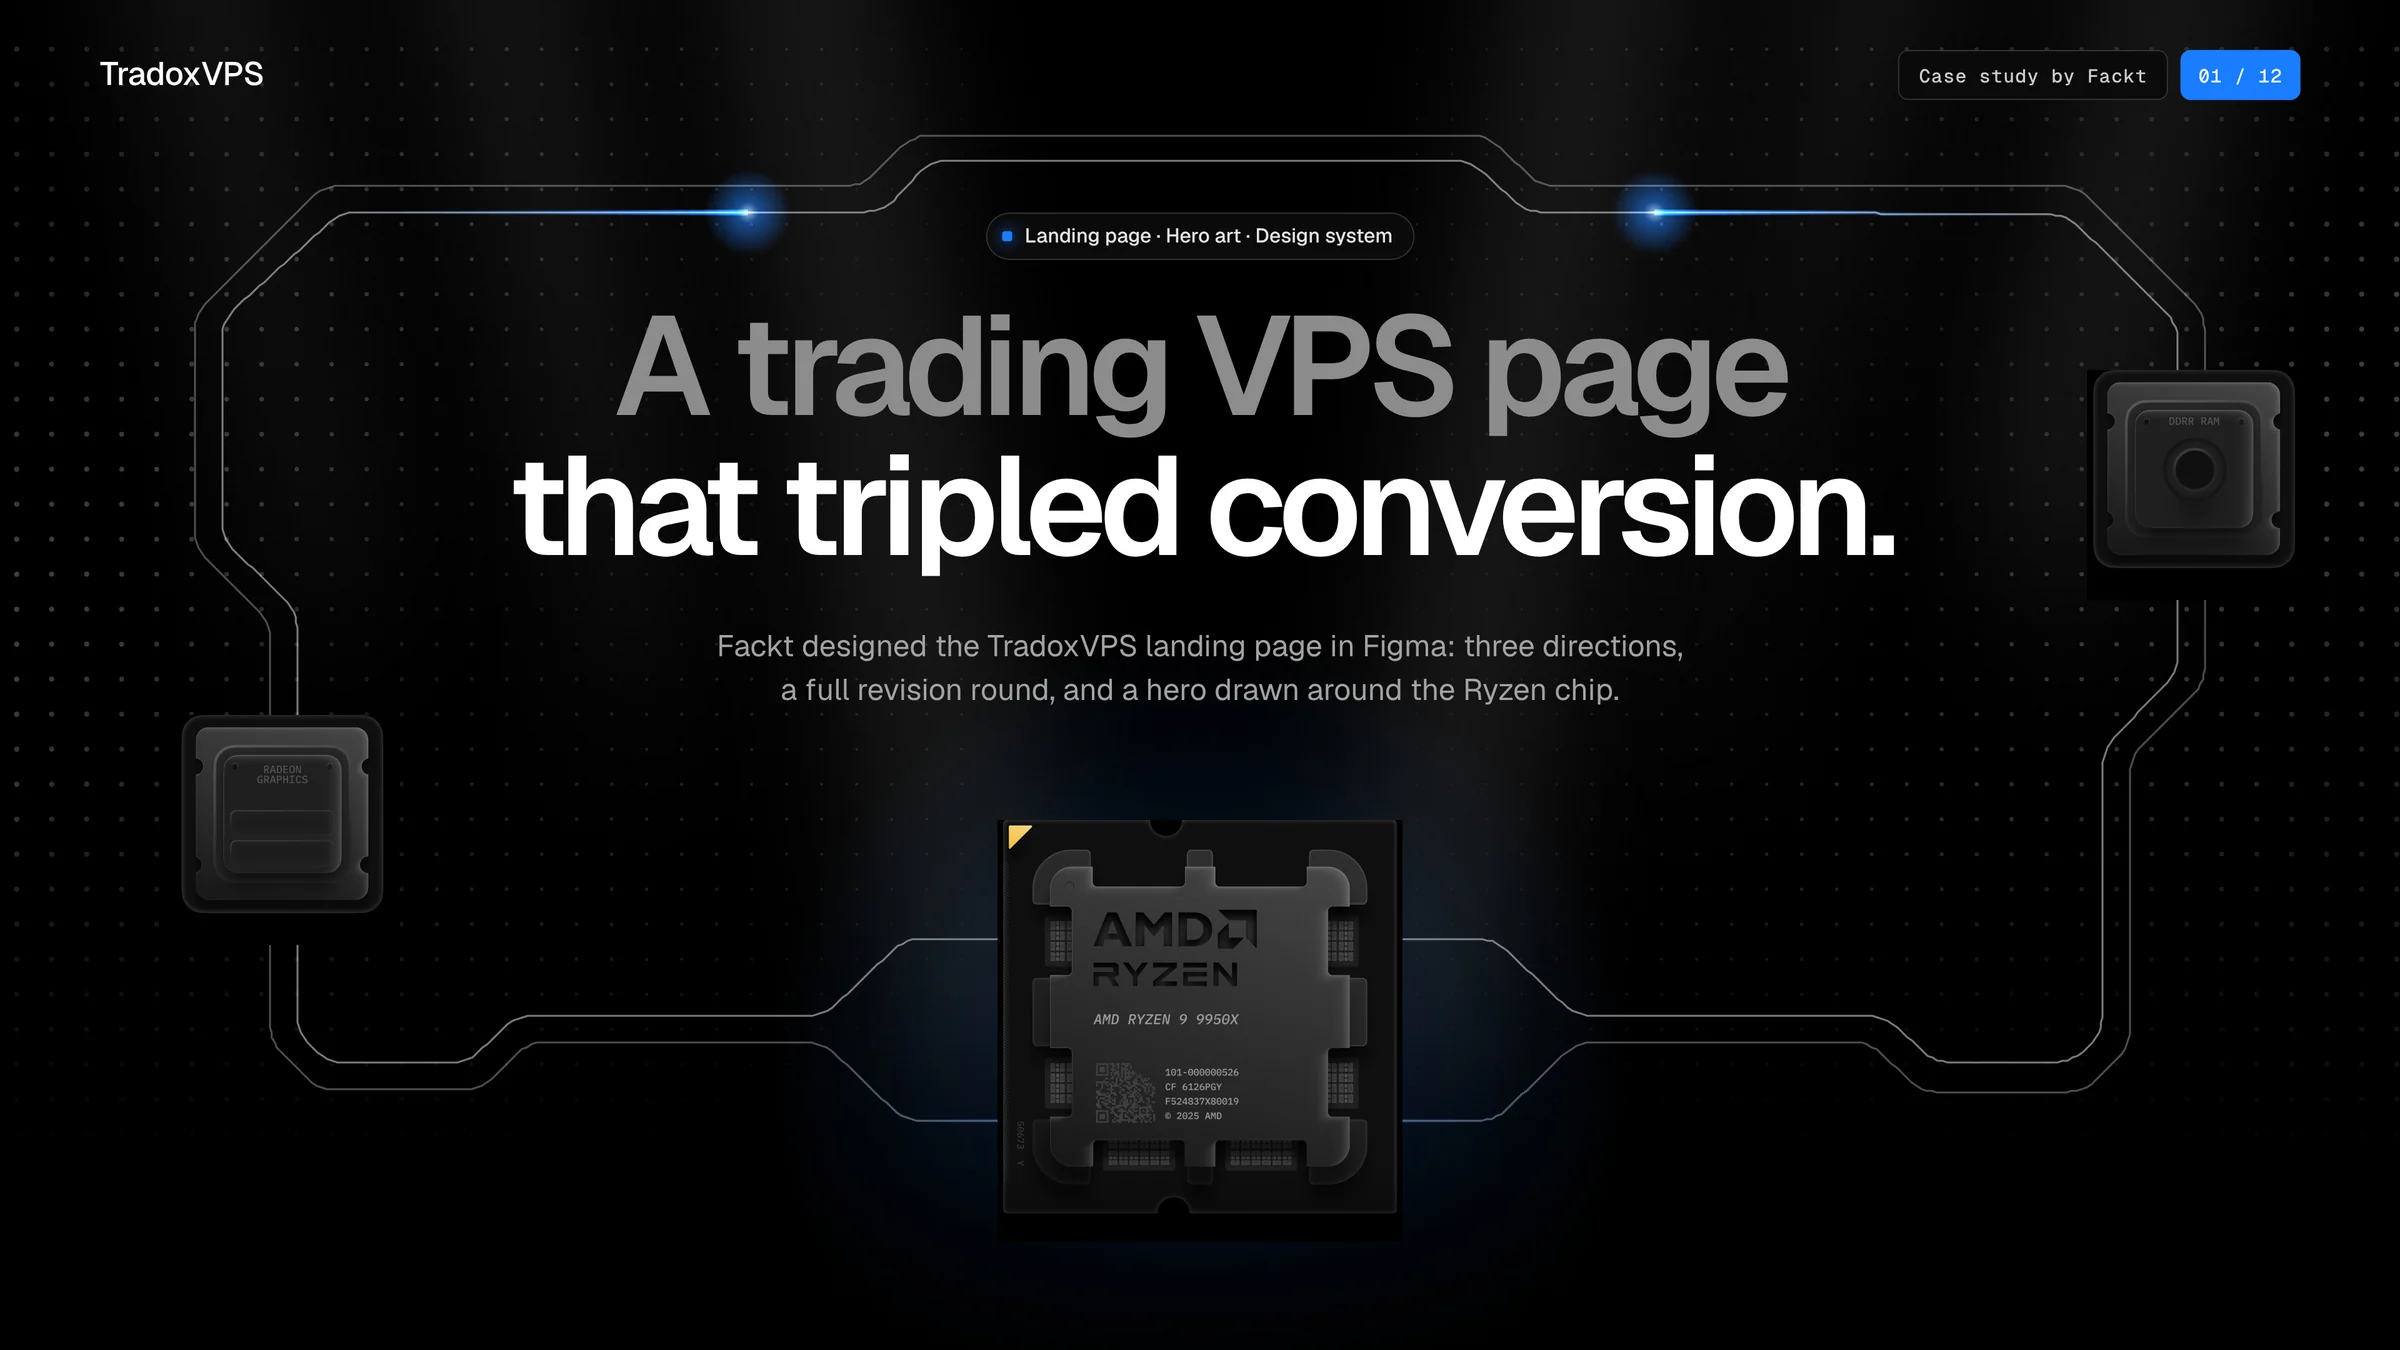 TradoxVPS
Case study by Fackt
01 / 12
Landing page · Hero art · Design system
A trading VPS page
that tripled conversion.
Fackt designed the TradoxVPS landing page in Figma: three directions,
a full revision round, and a hero drawn around the Ryzen chip.
DDRR RAM
RADEON
GRAPHICS
AMD
RYZEN
AMD RYZEN 9 9950X
101-000000526
CF 6126PGY
F524837X80019
© 2025 AMD